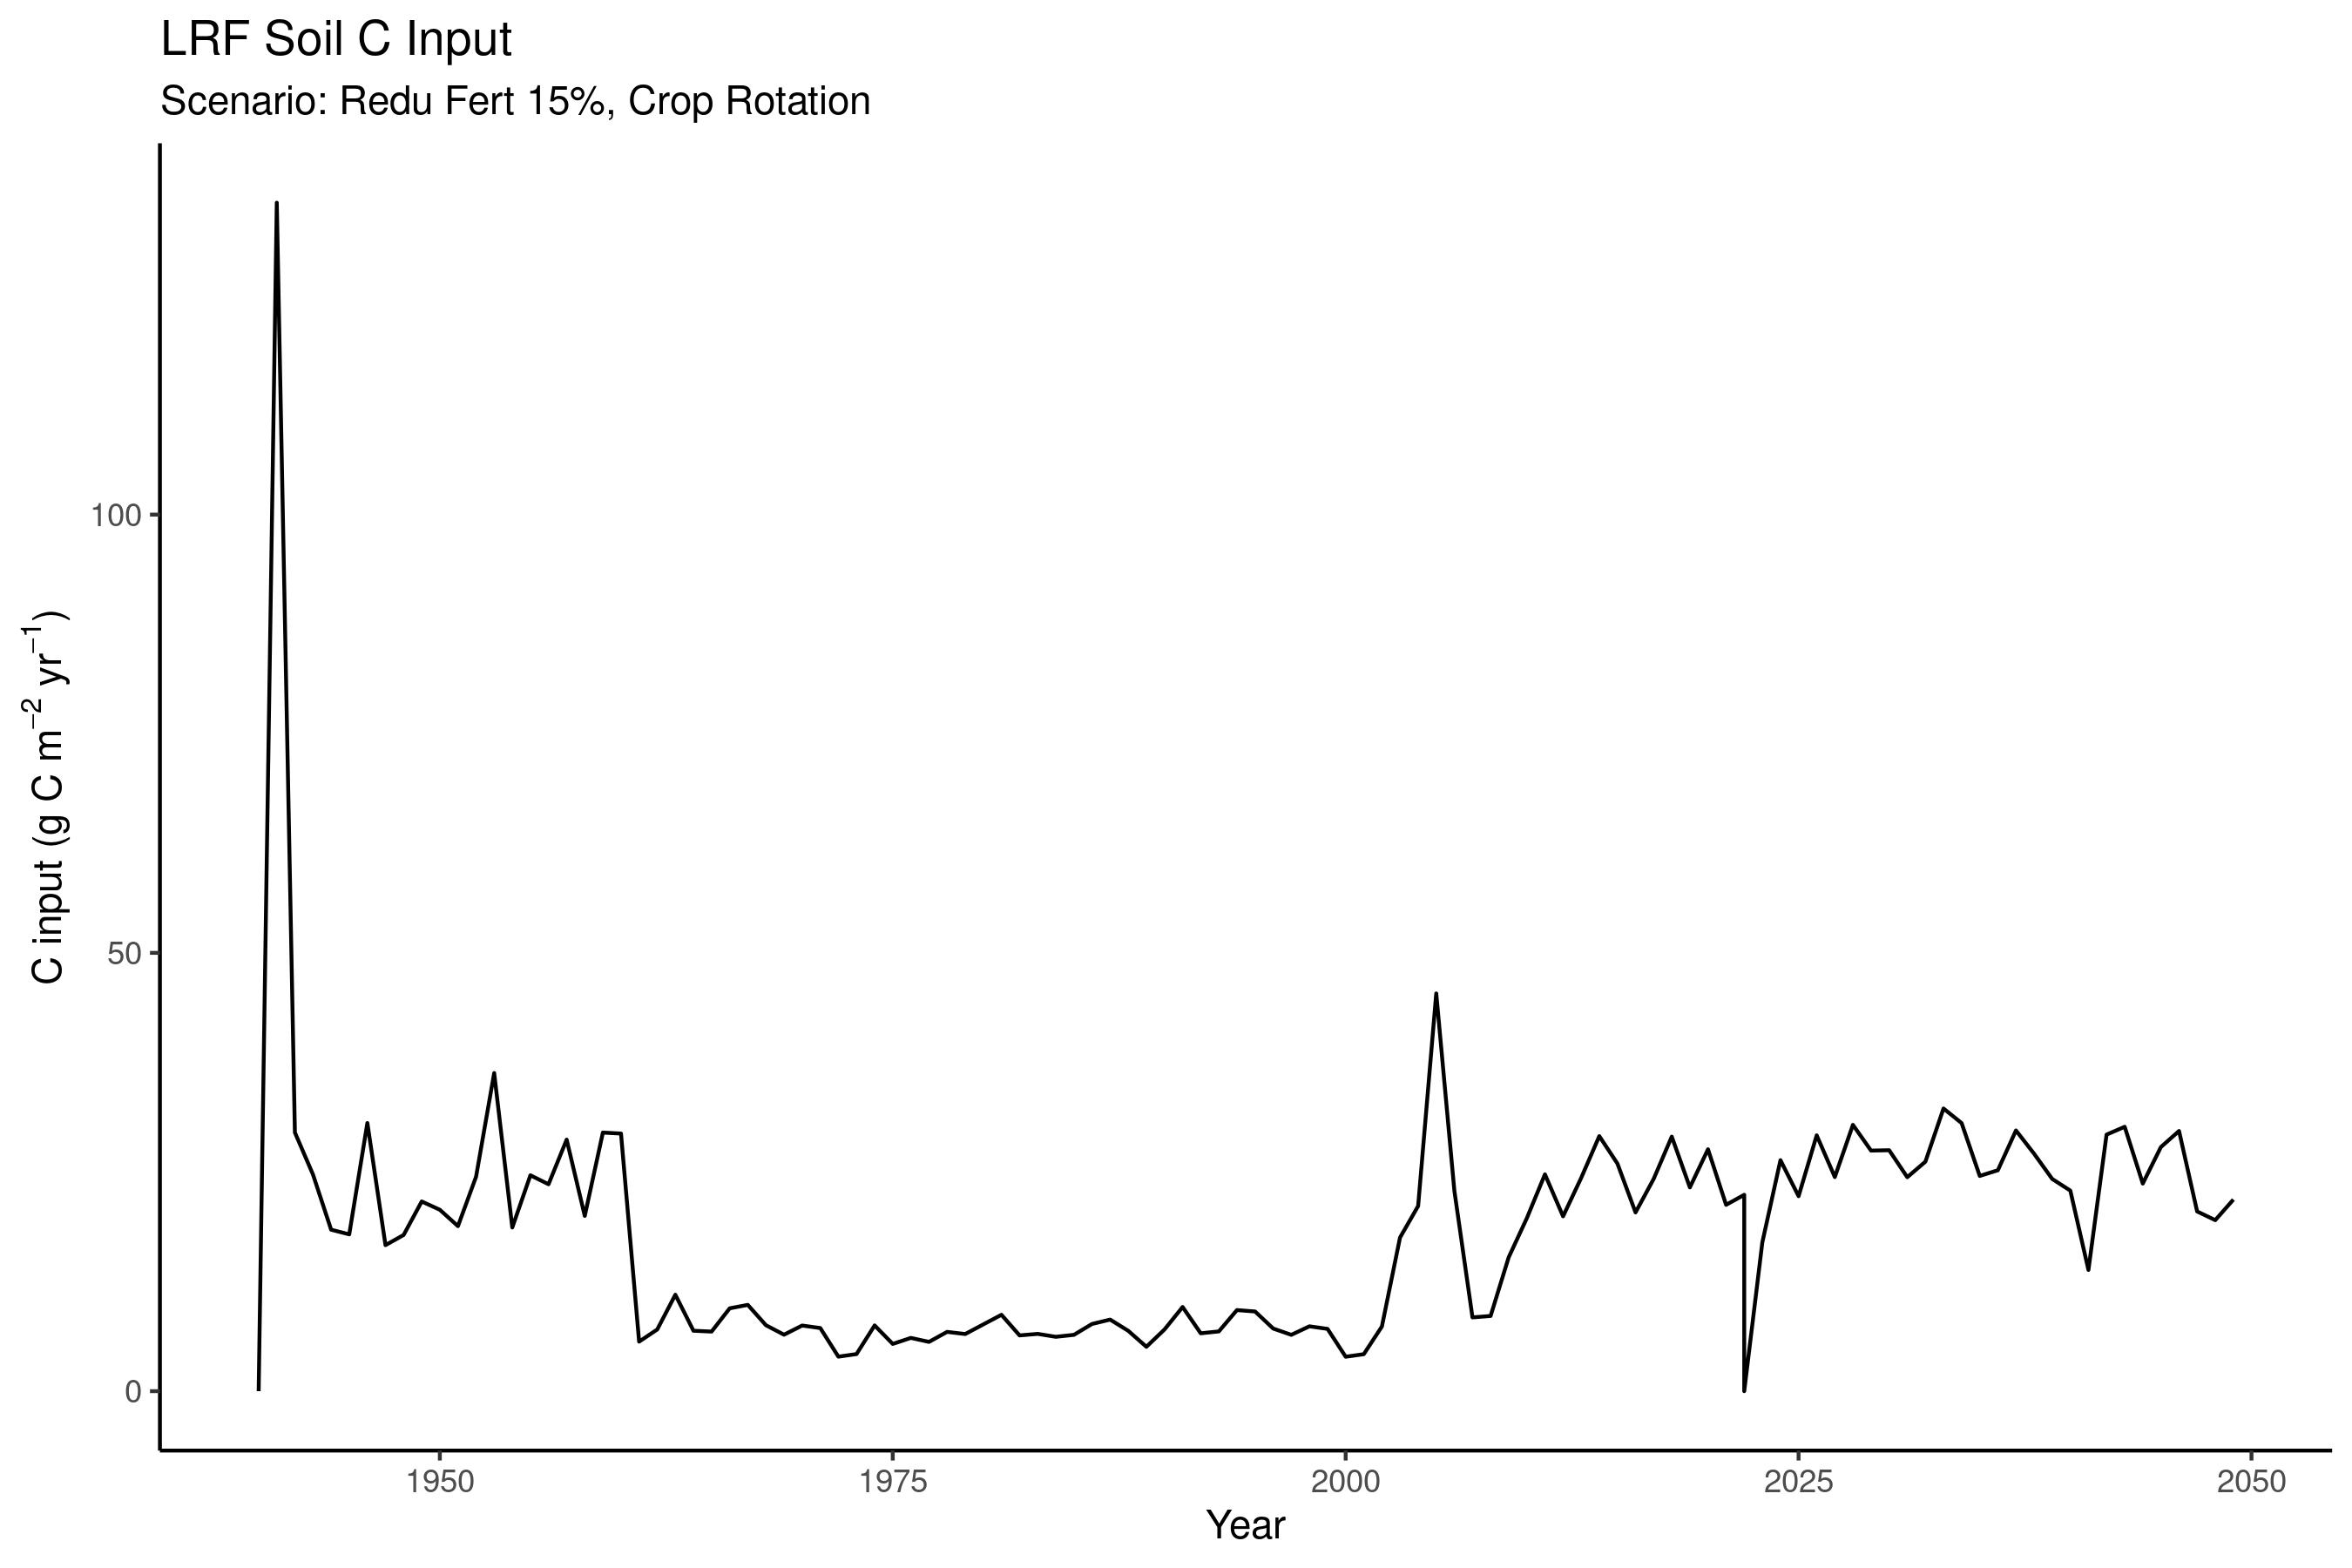 LRF Soil C Input
Scenario: Redu Fert 15%, Crop Rotation
C input (g C m⁻² yr⁻¹)
100
50
0
1950 1975 2000 2025 2050
Year